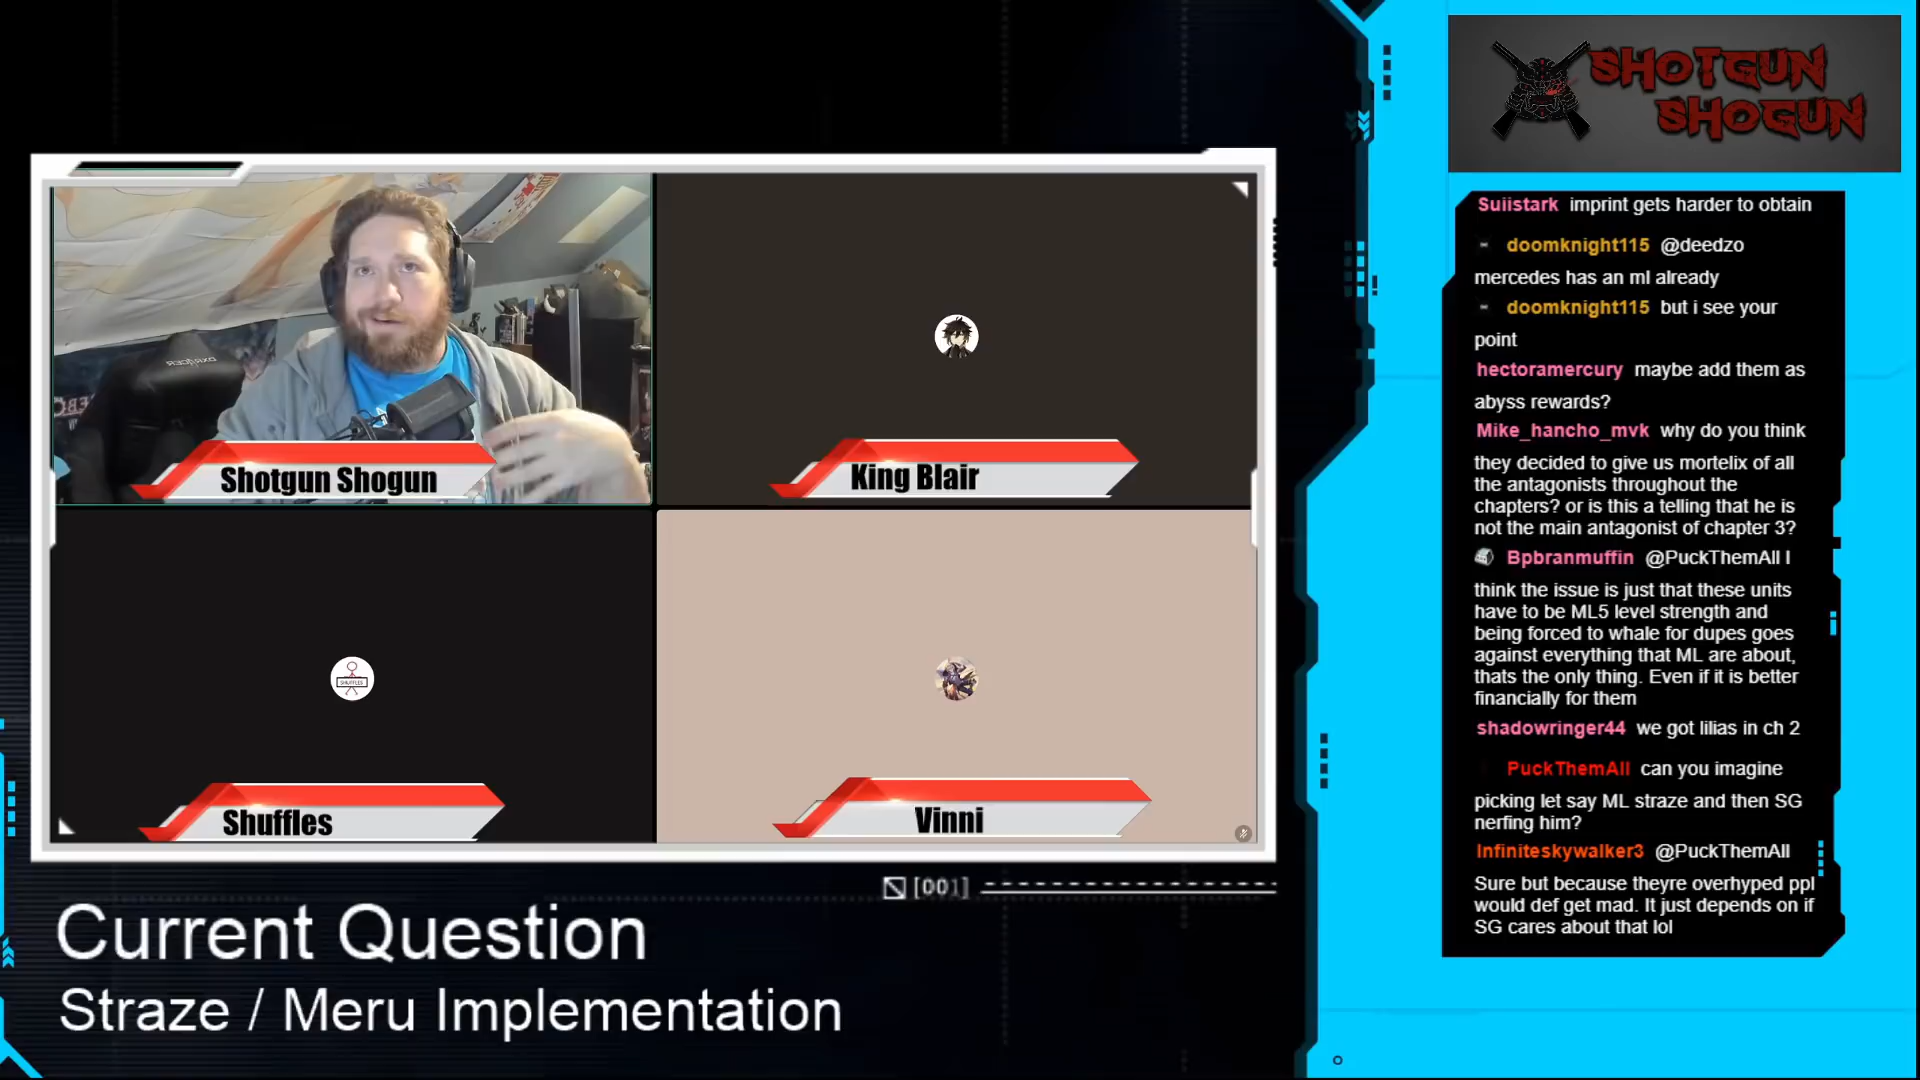 SHOTGUN
SHOGUN
Shotgun Shogun
King Blair
Shuffles
Vinni
SHUFFLES
DXRACER
[001]
Current Question
Straze / Meru Implementation
Suiistark imprint gets harder to obtain
doomknight115 @deedzo
mercedes has an ml already
doomknight115 but i see your
point
hectoramercury maybe add them as
abyss rewards?
Mike_hancho_mvk why do you think
they decided to give us mortelix of all
the antagonists throughout the
chapters? or is this a telling that he is
not the main antagonist of chapter 3?
Bpbranmuffin @PuckThemAll I
think the issue is just that these units
have to be ML5 level strength and
being forced to whale for dupes goes
against everything that ML are about,
thats the only thing. Even if it is better
financially for them
shadowringer44 we got lilias in ch 2
PuckThemAll can you imagine
picking let say ML straze and then SG
nerfing him?
Infiniteskywalker3 @PuckThemAll
Sure but because theyre overhyped ppl
would def get mad. It just depends on if
SG cares about that lol